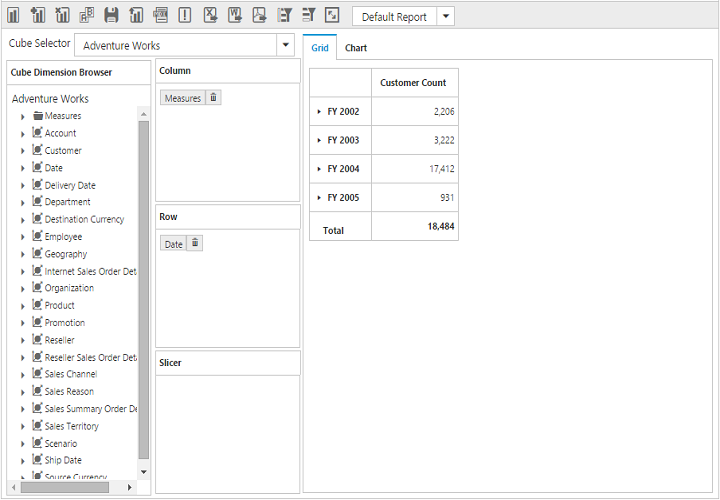 Default Report
Cube Selector
Adventure Works
Cube Dimension Browser
Adventure Works
Measures
Account
Customer
Date
Delivery Date
Department
Destination Currency
Employee
Geography
Internet Sales Order Deta
Organization
Product
Promotion
Reseller
Reseller Sales Order Deta
Sales Channel
Sales Reason
Sales Summary Order De
Sales Territory
Scenario
Ship Date
Source Currency
Column
Measures
Row
Date
Slicer
Grid Chart
Customer Count
FY 2002 2,206
FY 2003 3,222
FY 2004 17,412
FY 2005 931
Total 18,484